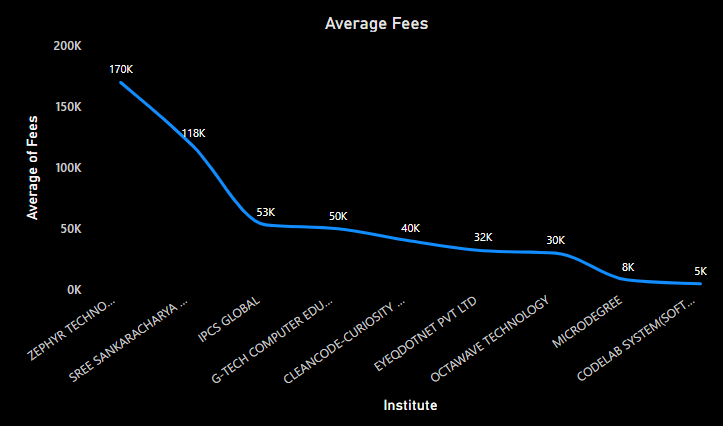 Average Fees
Average of Fees
200K
150K
100K
50K
0K
170K
118K
53K
50K
40K
32K
30K
8K
5K
ZEPHYR TECHNO...
SREE SANKARACHARYA ...
IPCS GLOBAL
G-TECH COMPUTER EDU...
CLEANCODE-CURIOSITY ...
EYEQDOTNET PVT LTD
OCTAWAVE TECHNOLOGY
MICRODEGREE
CODELAB SYSTEM(SOFT...
Institute